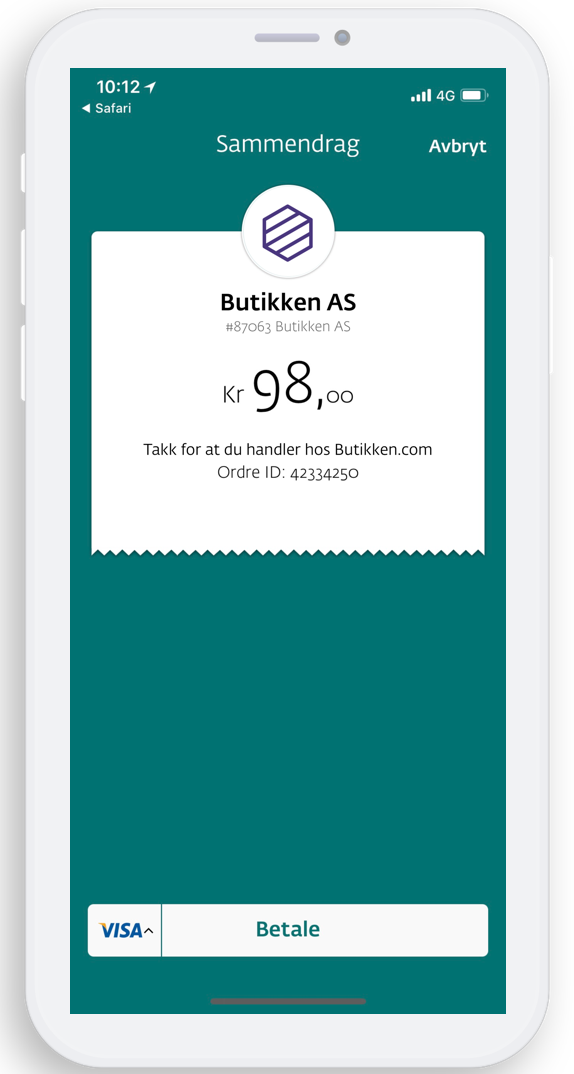 10:12
4G
◀ Safari
Sammendrag
Avbryt
Butikken AS
#87063 Butikken AS
Kr 98,00
Takk for at du handler hos Butikken.com
Ordre ID: 42334250
VISA
Betale